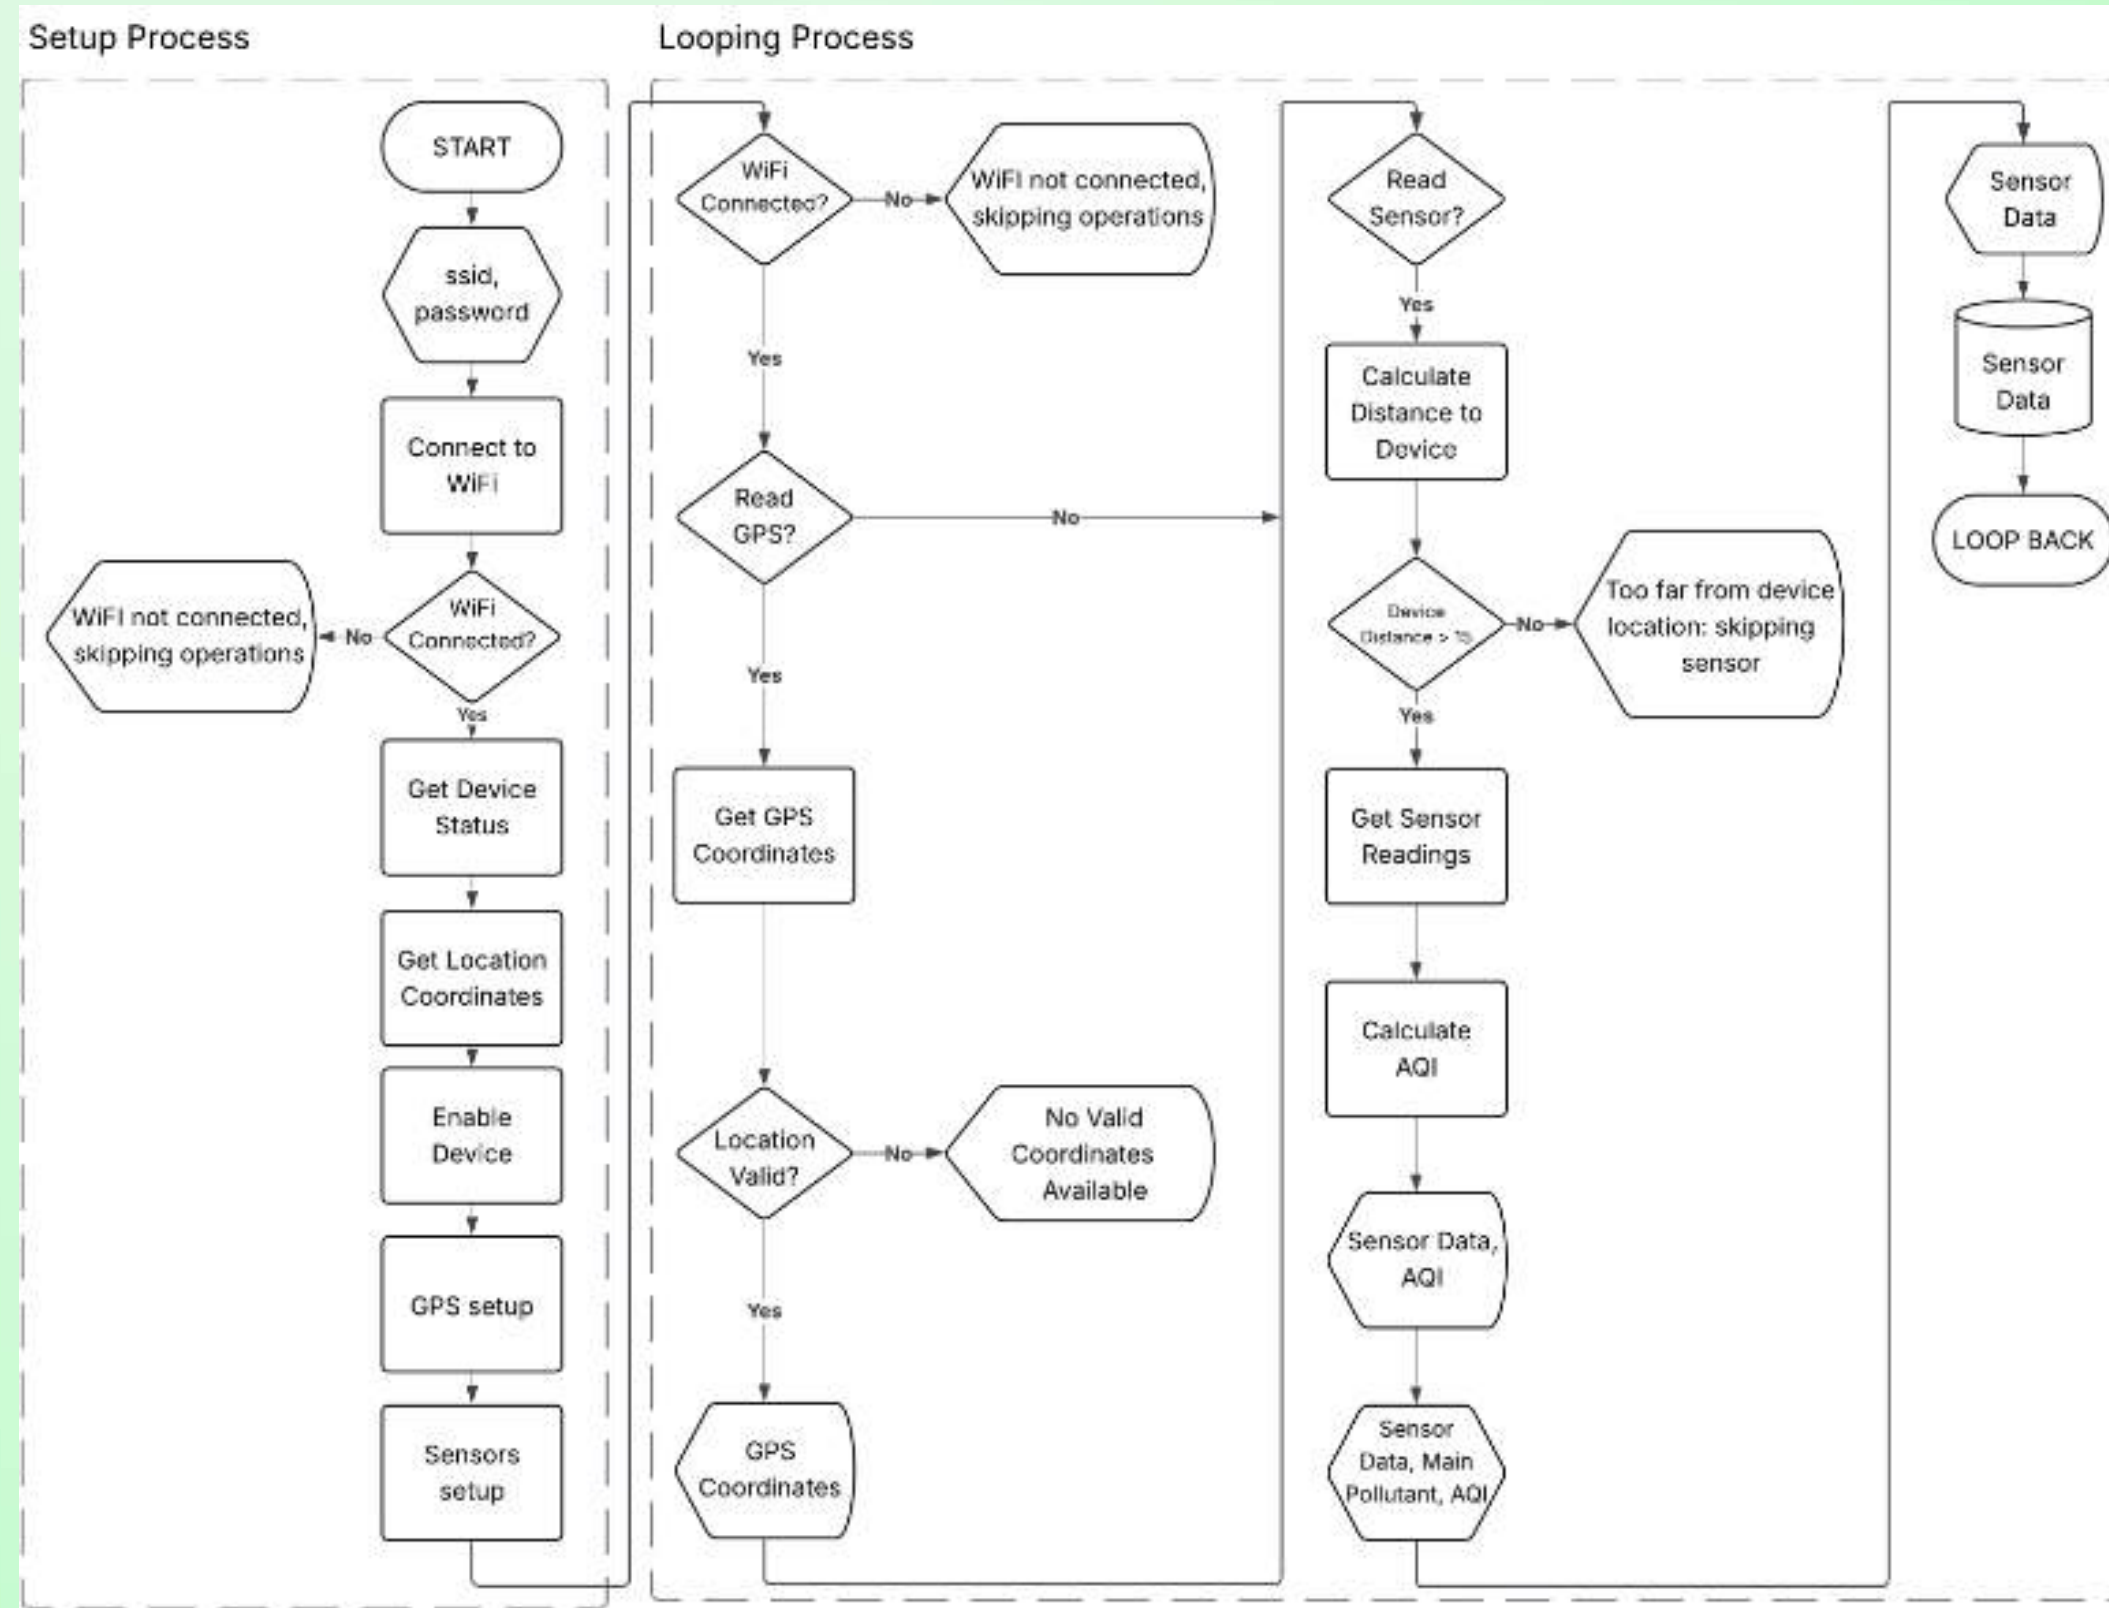 Setup Process
START
ssid,
password
Connect to
WiFi
WiFi
Connected?
No
WiFI not connected,
skipping operations
Yes
Get Device
Status
Get Location
Coordinates
Enable
Device
GPS setup
Sensors
setup
Looping Process
WiFi
Connected?
No
WiFI not connected,
skipping operations
Yes
Read
GPS?
No
Yes
Get GPS
Coordinates
Location
Valid?
No
No Valid
Coordinates
Available
Yes
GPS
Coordinates
Read
Sensor?
Yes
Calculate
Distance to
Device
Device
Distance > 15
No
Too far from device
location: skipping
sensor
Yes
Get Sensor
Readings
Calculate
AQI
Sensor Data,
AQI
Sensor
Data, Main
Pollutant, AQI
Sensor
Data
Sensor
Data
LOOP BACK